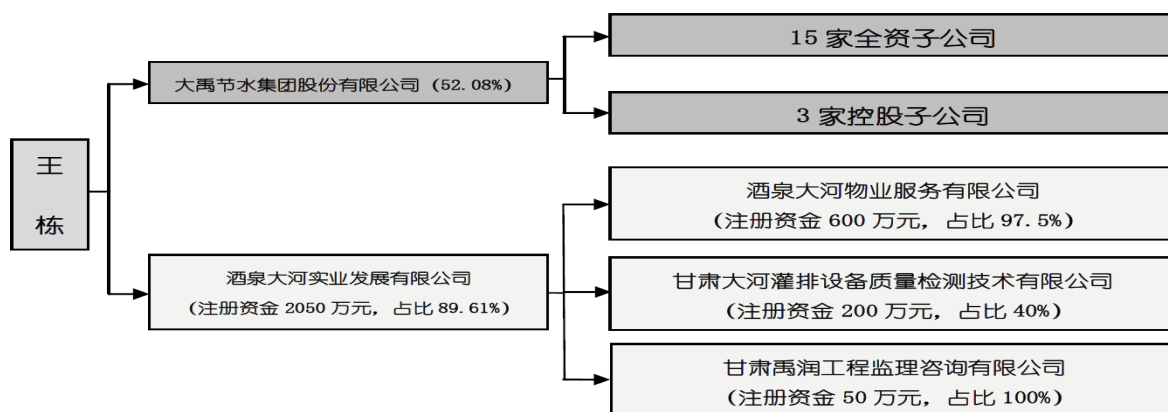 王
栋
大禹节水集团股份有限公司 (52.08%)
15 家全资子公司
3 家控股子公司
酒泉大河实业发展有限公司
(注册资金 2050 万元，占比 89.61%)
酒泉大河物业服务有限公司
(注册资金 600 万元，占比 97.5%)
甘肃大河灌排设备质量检测技术有限公司
(注册资金 200 万元，占比 40%)
甘肃禹润工程监理咨询有限公司
(注册资金 50 万元，占比 100%)